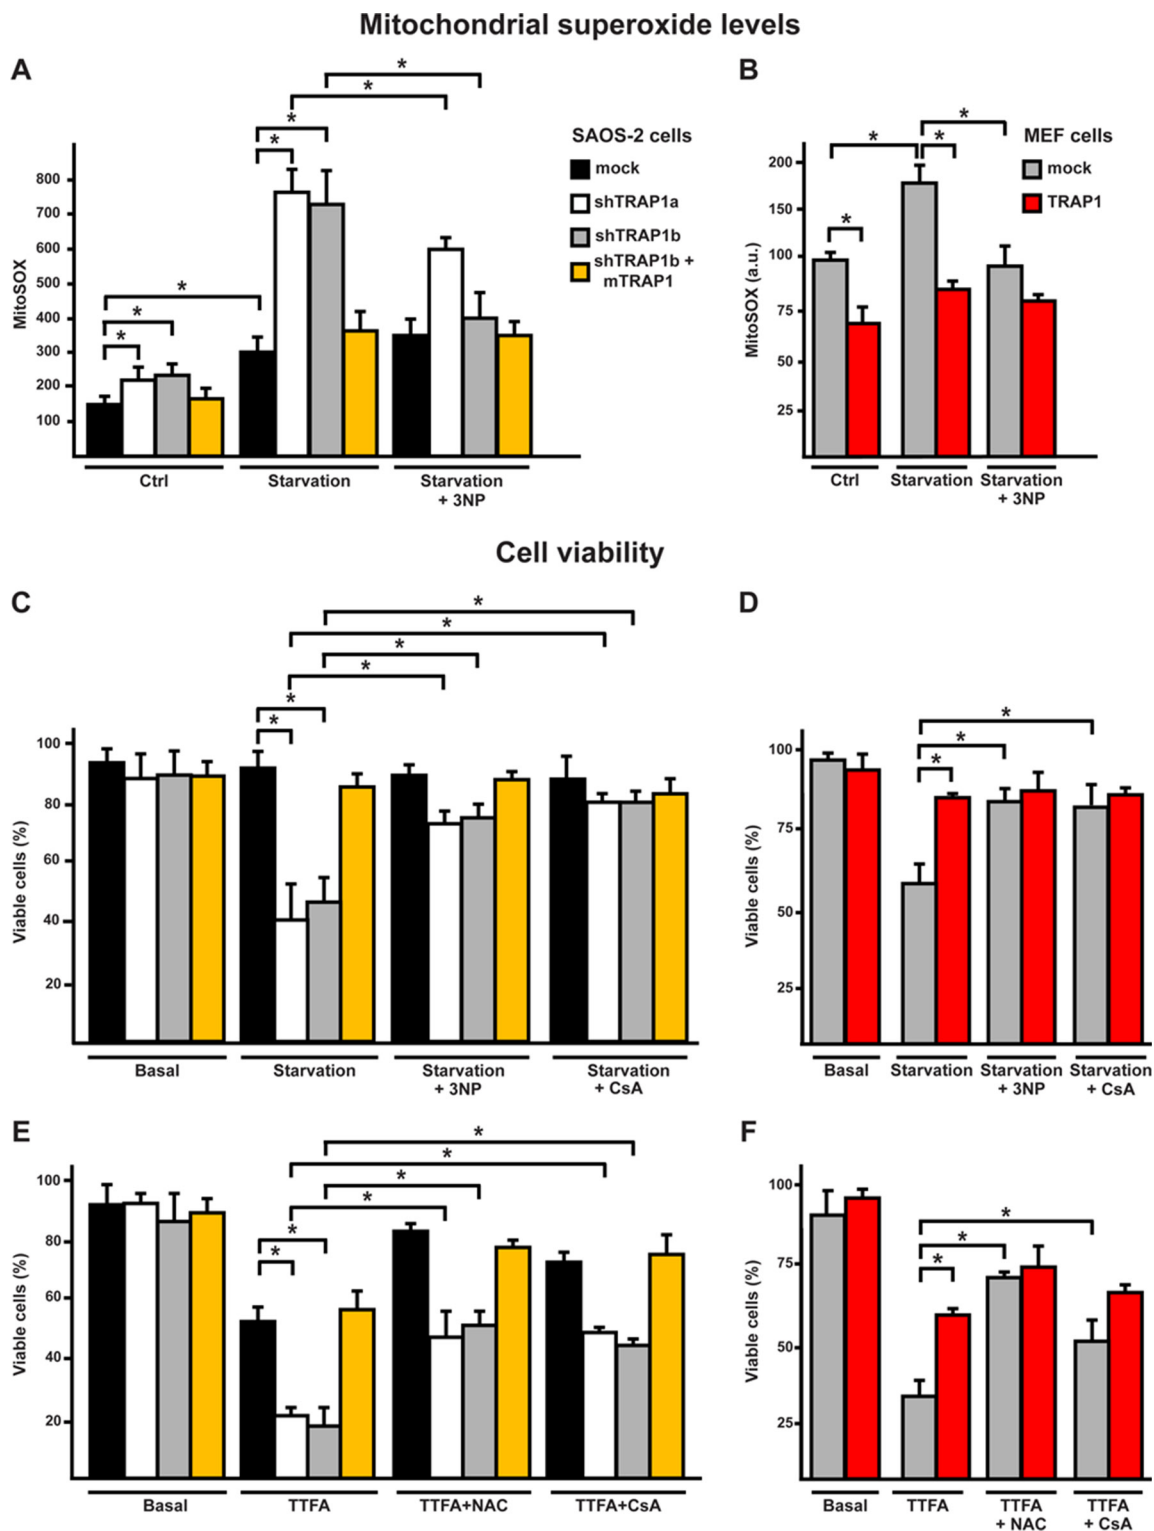 Mitochondrial superoxide levels
A
B
*
*
*
*
*
*
*
*
*
*
*
*
SAOS-2 cells
mock
shTRAP1a
shTRAP1b
shTRAP1b +
mTRAP1
MEF cells
mock
TRAP1
MitoSOX
800
700
600
500
400
300
200
100
Ctrl
Starvation
Starvation
+ 3NP
MitoSOX (a.u.)
200
150
100
75
50
25
Ctrl
Starvation
Starvation
+ 3NP
Cell viability
C
D
*
*
*
*
*
*
*
*
*
Viable cells (%)
100
80
60
40
20
Basal
Starvation
Starvation
+ 3NP
Starvation
+ CsA
Viable cells (%)
100
75
50
25
Basal
Starvation
Starvation
+ 3NP
Starvation
+ CsA
E
F
*
*
*
*
*
*
*
*
*
Viable cells (%)
100
80
60
40
20
Basal
TTFA
TTFA+NAC
TTFA+CsA
Viable cells (%)
100
75
50
25
Basal
TTFA
TTFA
+ NAC
TTFA
+ CsA